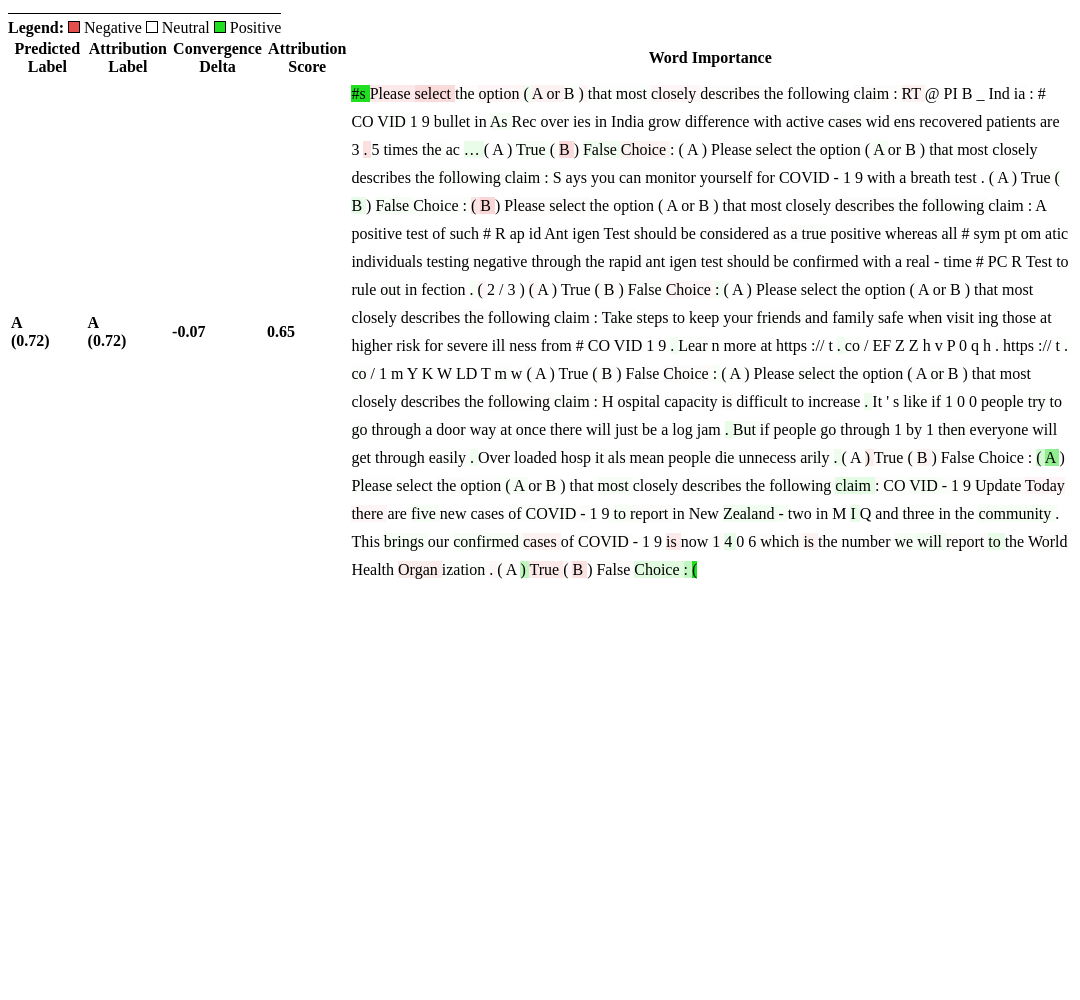 Legend: Negative Neutral Positive
Predicted Label Attribution Label Convergence Delta Attribution Score Word Importance
A (0.72) A (0.72) -0.07 0.65
#s Please select the option ( A or B ) that most closely describes the following claim : RT @ PI B _ Ind ia : #
CO VID 1 9 bullet in As Rec over ies in India grow difference with active cases wid ens recovered patients are
3 . 5 times the ac … ( A ) True ( B ) False Choice : ( A ) Please select the option ( A or B ) that most closely
describes the following claim : S ays you can monitor yourself for COVID - 1 9 with a breath test . ( A ) True (
B ) False Choice : ( B ) Please select the option ( A or B ) that most closely describes the following claim : A
positive test of such # R ap id Ant igen Test should be considered as a true positive whereas all # sym pt om atic
individuals testing negative through the rapid ant igen test should be confirmed with a real - time # PC R Test to
rule out in fection . ( 2 / 3 ) ( A ) True ( B ) False Choice : ( A ) Please select the option ( A or B ) that most
closely describes the following claim : Take steps to keep your friends and family safe when visit ing those at
higher risk for severe ill ness from # CO VID 1 9 . Lear n more at https :// t . co / EF Z Z h v P 0 q h . https :// t .
co / 1 m Y K W LD T m w ( A ) True ( B ) False Choice : ( A ) Please select the option ( A or B ) that most
closely describes the following claim : H ospital capacity is difficult to increase . It ' s like if 1 0 0 people try to
go through a door way at once there will just be a log jam . But if people go through 1 by 1 then everyone will
get through easily . Over loaded hosp it als mean people die unnecess arily . ( A ) True ( B ) False Choice : ( A )
Please select the option ( A or B ) that most closely describes the following claim : CO VID - 1 9 Update Today
there are five new cases of COVID - 1 9 to report in New Zealand - two in M I Q and three in the community .
This brings our confirmed cases of COVID - 1 9 is now 1 4 0 6 which is the number we will report to the World
Health Organ ization . ( A ) True ( B ) False Choice : (